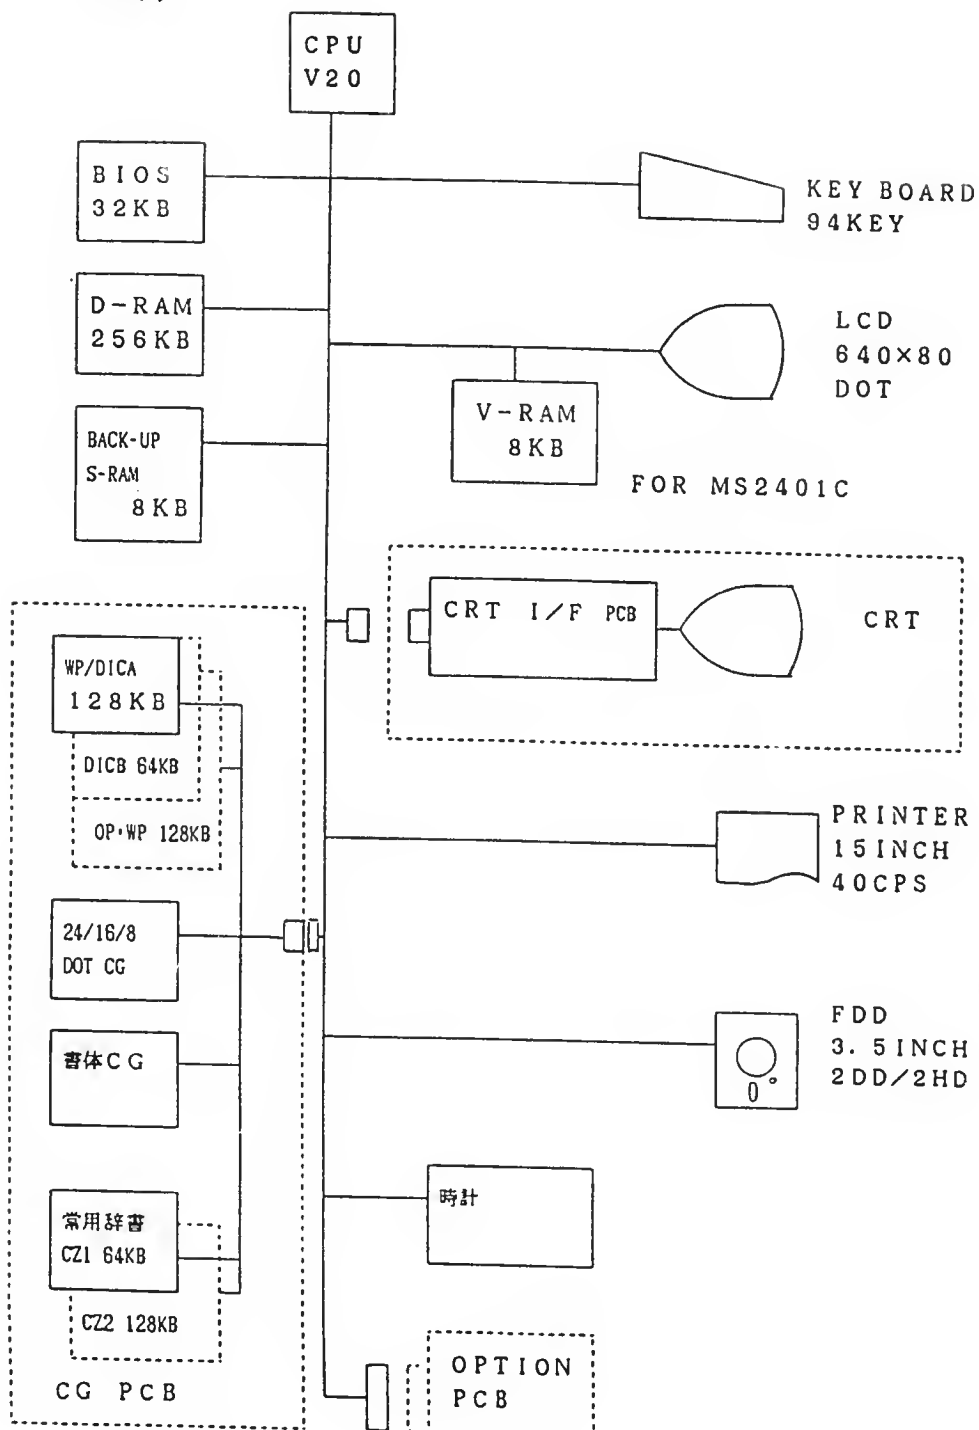 CPU
V20
BIOS
32KB
KEY BOARD
94KEY
D-RAM
256KB
LCD
640×80
DOT
V-RAM
8KB
BACK-UP
S-RAM
8KB
FOR MS2401C
CRT I/F PCB
CRT
WP/DICA
128KB
DICB 64KB
OP・WP 128KB
PRINTER
15INCH
40CPS
24/16/8
DOT CG
FDD
3.5INCH
2DD/2HD
書体CG
時計
常用辞書
CZ1 64KB
CZ2 128KB
CG PCB
OPTION
PCB